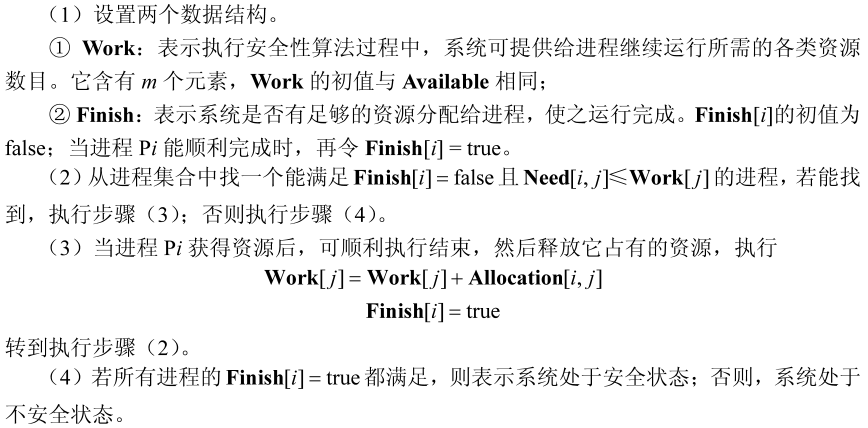 （1）设置两个数据结构。
① Work：表示执行安全性算法过程中，系统可提供给进程继续运行所需的各类资源
数目。它含有 m 个元素，Work 的初值与 Available 相同；
② Finish：表示系统是否有足够的资源分配给进程，使之运行完成。Finish[i]的初值为
false；当进程 Pi 能顺利完成时，再令 Finish[i] = true。
（2）从进程集合中找一个能满足 Finish[i] = false 且 Need[i, j]≤Work[j] 的进程，若能找
到，执行步骤（3）；否则执行步骤（4）。
（3）当进程 Pi 获得资源后，可顺利执行结束，然后释放它占有的资源，执行
Work[j] = Work[j] + Allocation[i, j]
Finish[i] = true
转到执行步骤（2）。
（4）若所有进程的 Finish[i] = true 都满足，则表示系统处于安全状态；否则，系统处于
不安全状态。